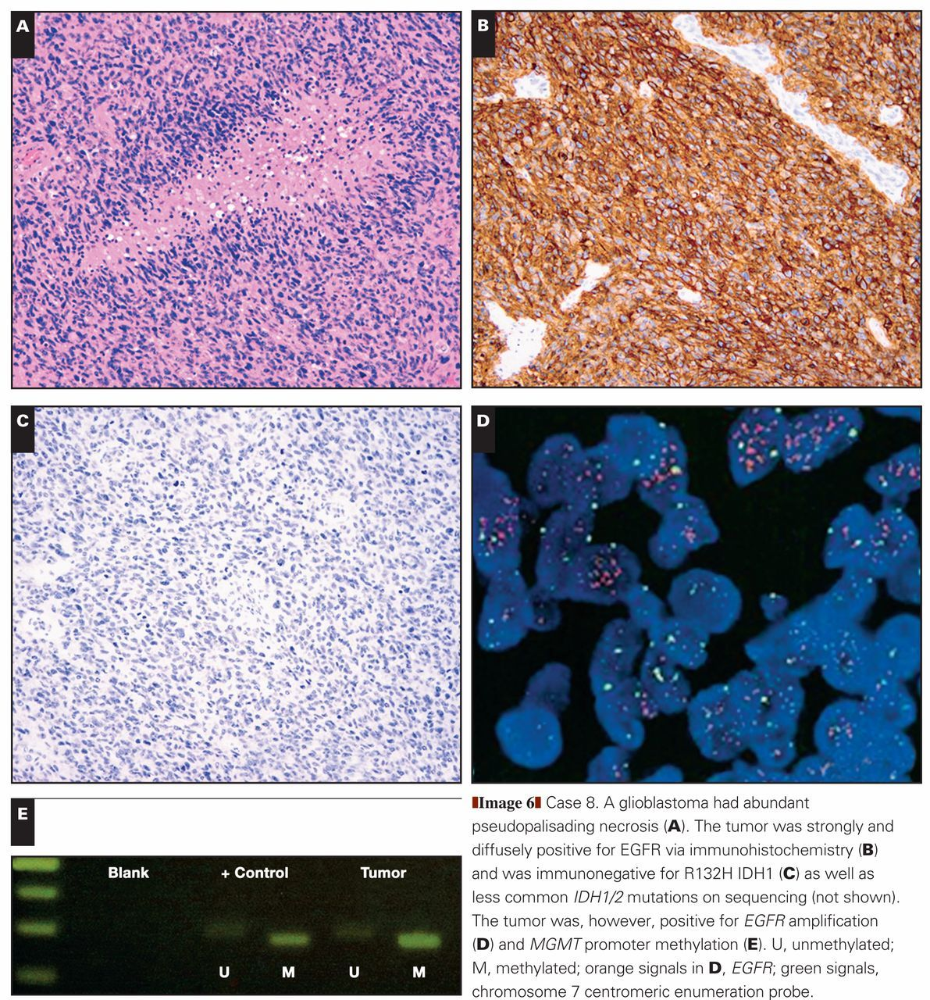 A
B
C
D
E
Blank
+ Control
Tumor
U
M
U
M
Image 6 Case 8. A glioblastoma had abundant
pseudopalisading necrosis (A). The tumor was strongly and
diffusely positive for EGFR via immunohistochemistry (B)
and was immunonegative for R132H IDH1 (C) as well as
less common IDH1/2 mutations on sequencing (not shown).
The tumor was, however, positive for EGFR amplification
(D) and MGMT promoter methylation (E). U, unmethylated;
M, methylated; orange signals in D, EGFR; green signals,
chromosome 7 centromeric enumeration probe.